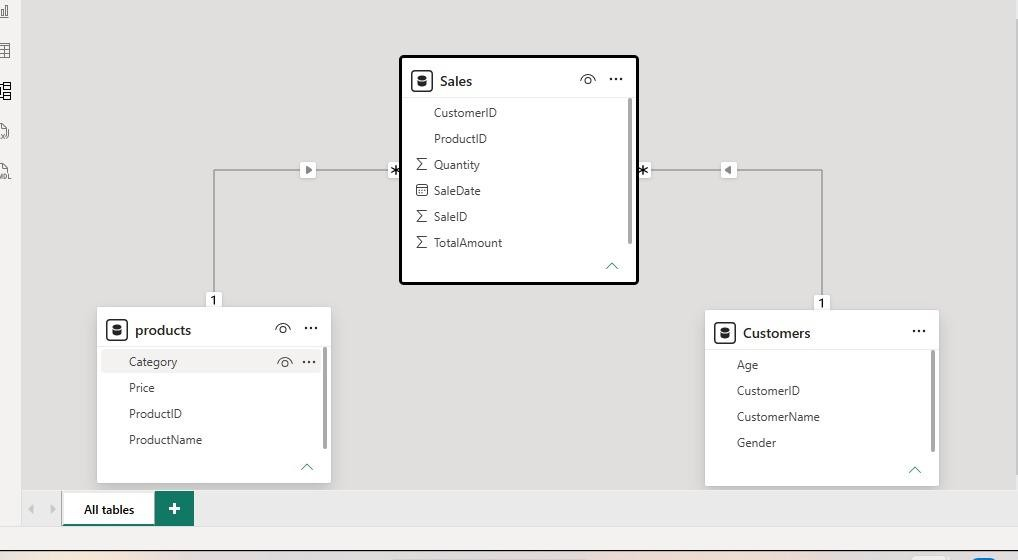 Sales
CustomerID
ProductID
Quantity
SaleDate
SaleID
TotalAmount
*
*
1
1
products
Category
Price
ProductID
ProductName
Customers
Age
CustomerID
CustomerName
Gender
All tables
+